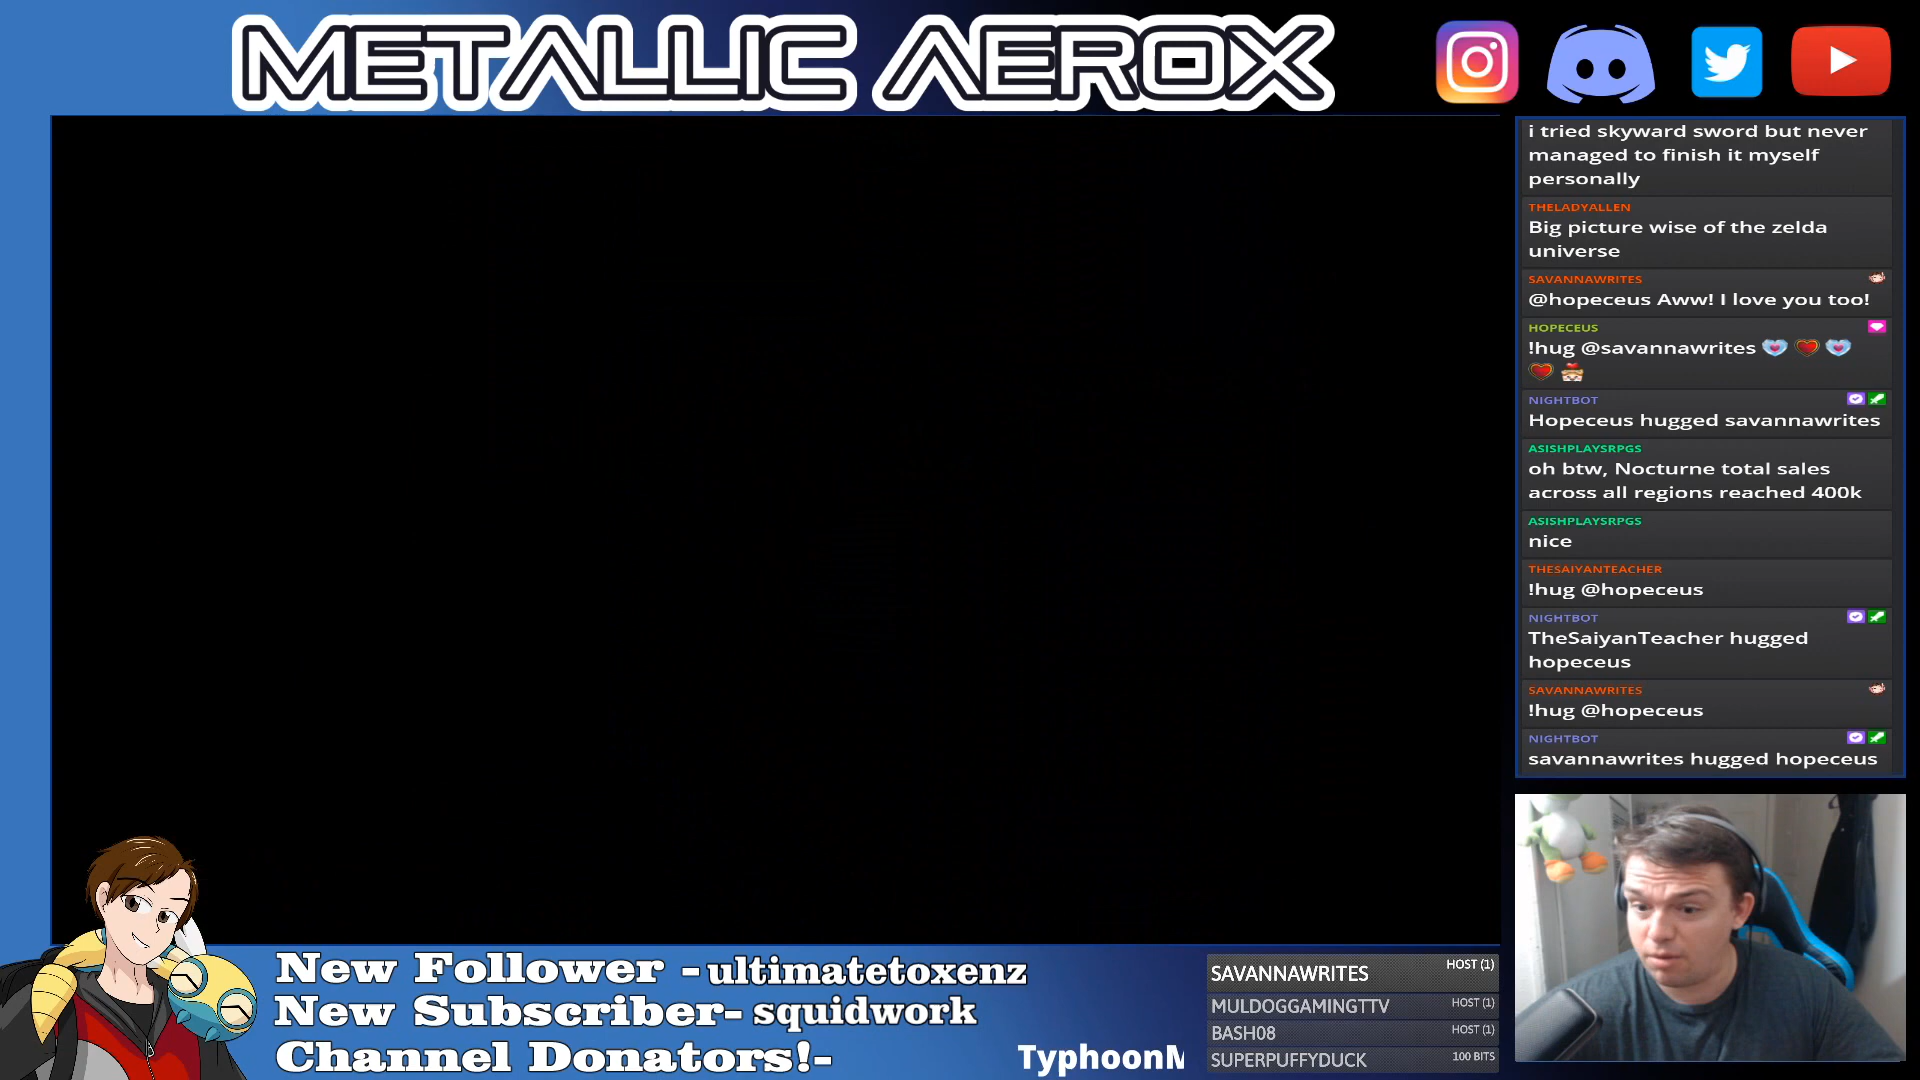 METALLIC AEROX
i tried skyward sword but never
managed to finish it myself
personally
THELADYALLEN
Big picture wise of the zelda
universe
SAVANNAWRITES
@hopeceus Aww! I love you too!
HOPECEUS
!hug @savannawrites
NIGHTBOT
Hopeceus hugged savannawrites
ASISHPLAYSRPGS
oh btw, Nocturne total sales
across all regions reached 400k
ASISHPLAYSRPGS
nice
THESAIYANTEACHER
!hug @hopeceus
NIGHTBOT
TheSaiyanTeacher hugged
hopeceus
SAVANNAWRITES
!hug @hopeceus
NIGHTBOT
savannawrites hugged hopeceus
New Follower - ultimatetoxenz
New Subscriber- squidwork
Channel Donators!- TyphoonM
SAVANNAWRITES HOST (1)
MULDOGGAMINGTTV HOST (1)
BASH08 HOST (1)
SUPERPUFFYDUCK 100 BITS